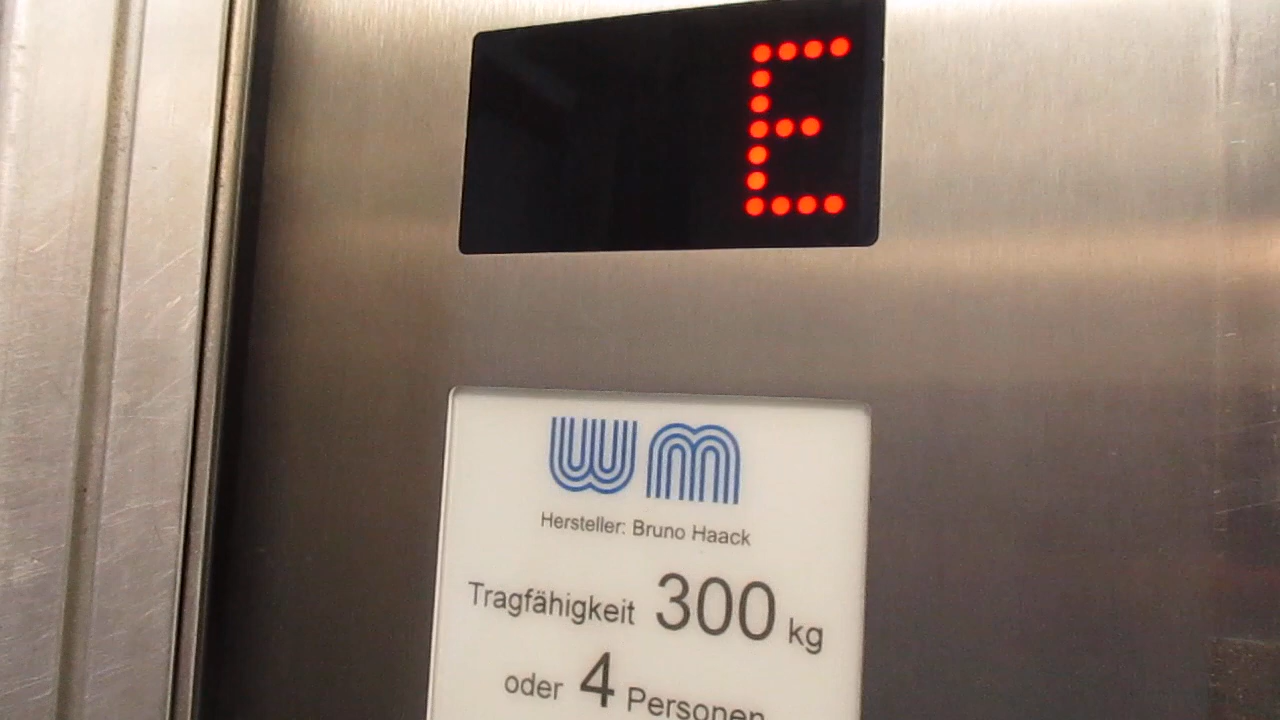 E
WM
Hersteller: Bruno Haack
Tragfähigkeit 300 kg
oder 4 Personen